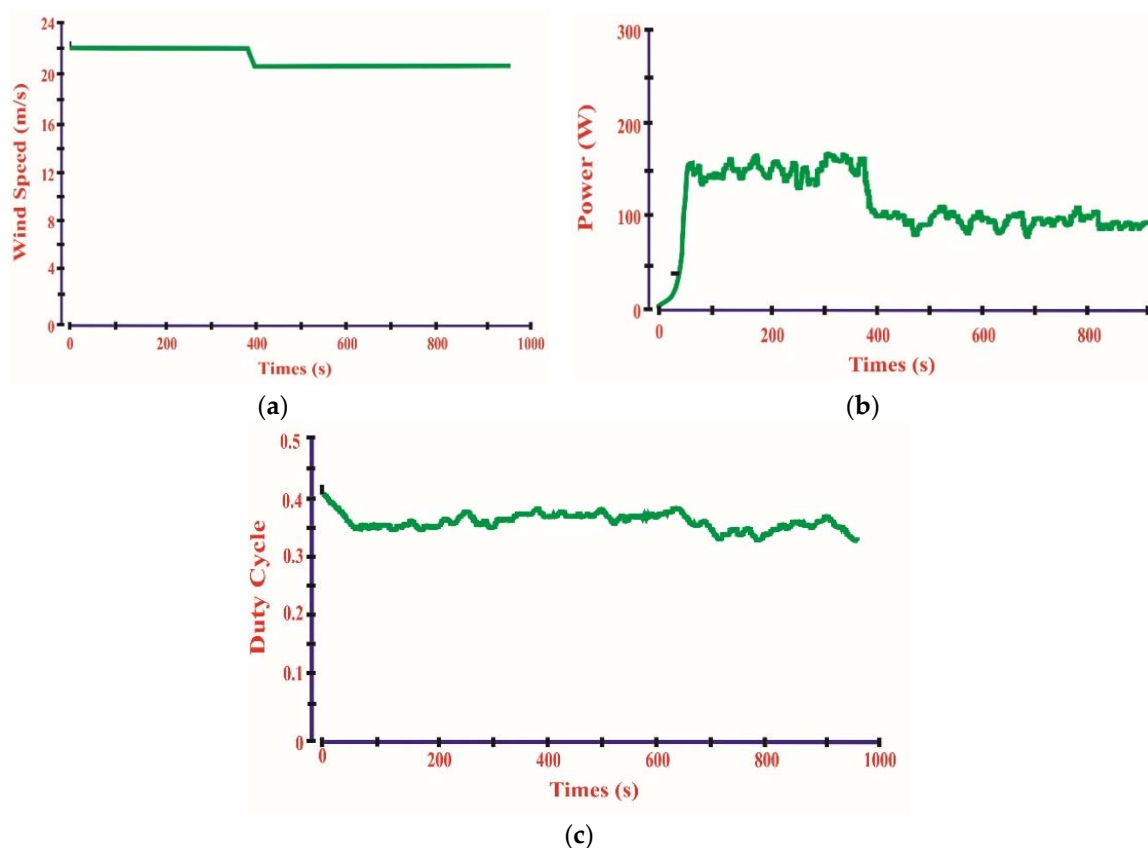 24
20
16
12
8
4
0
Wind Speed (m/s)
0 200 400 600 800 1000
Times (s)
(a)
300
200
100
0
Power (W)
0 200 400 600 800
Times (s)
(b)
0.5
0.4
0.3
0.2
0.1
0
Duty Cycle
0 200 400 600 800 1000
Times (s)
(c)